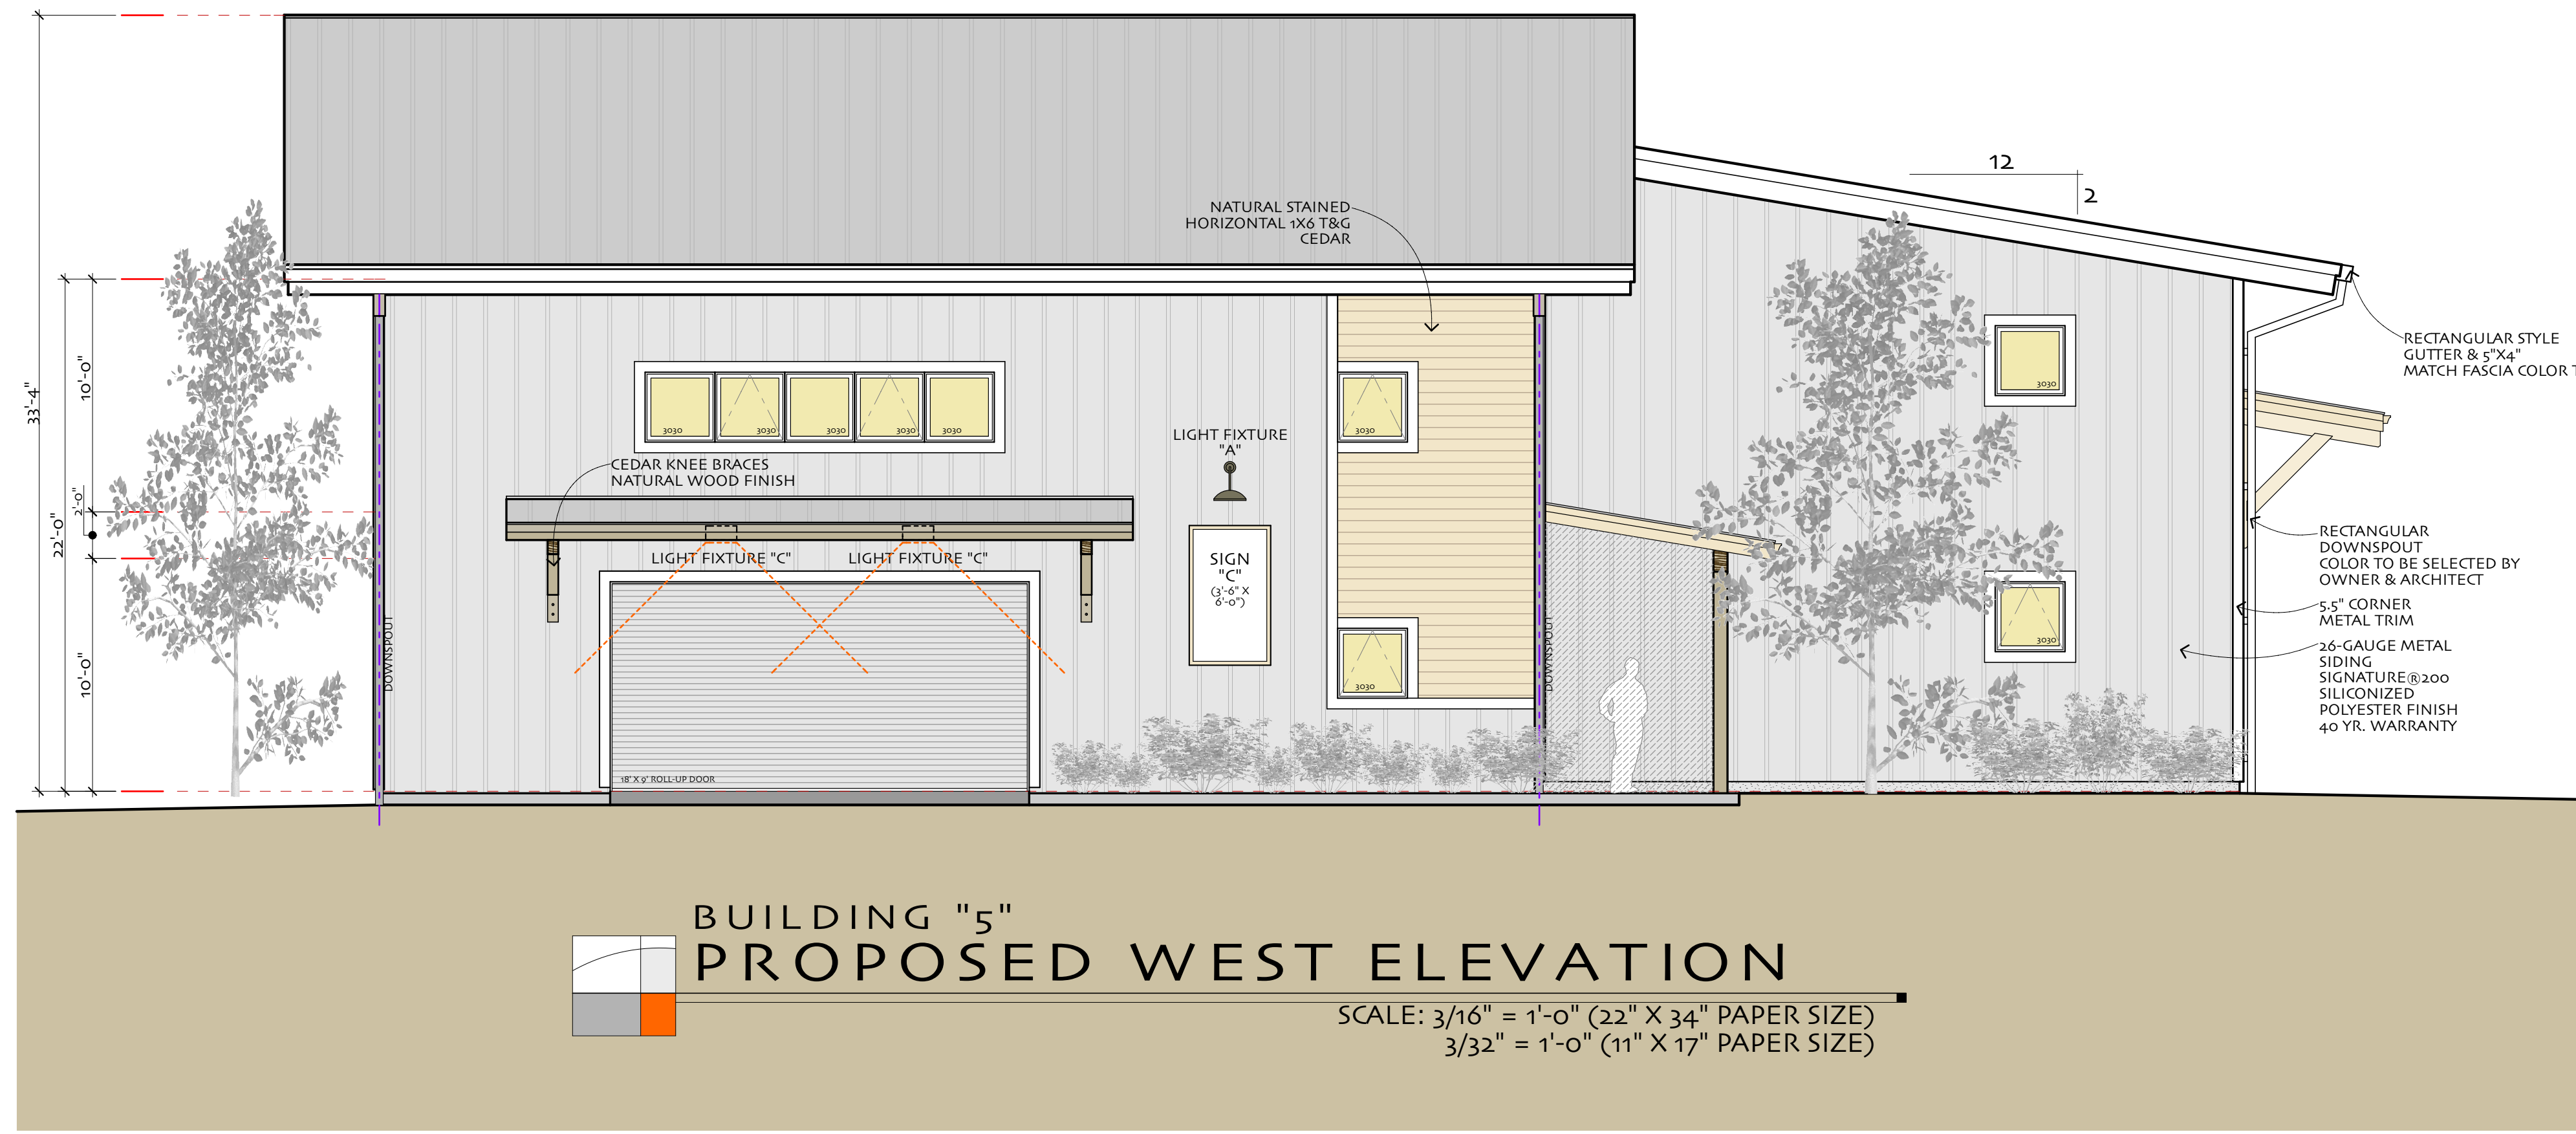 12
2
NATURAL STAINED
HORIZONTAL 1X6 T&G
CEDAR
RECTANGULAR STYLE
GUTTER & 5"X4"
MATCH FASCIA COLOR
33'-4"
22'-0"
10'-0"
2'-0"
10'-0"
3030
3030
3030
3030
3030
3030
3030
LIGHT FIXTURE
"A"
CEDAR KNEE BRACES
NATURAL WOOD FINISH
LIGHT FIXTURE "C"
LIGHT FIXTURE "C"
SIGN
"C"
(3'-6" X
6'-0")
RECTANGULAR
DOWNSPOUT
COLOR TO BE SELECTED BY
OWNER & ARCHITECT
5.5" CORNER
METAL TRIM
26-GAUGE METAL
SIDING
SIGNATURE®200
SILICONIZED
POLYESTER FINISH
40 YR. WARRANTY
DOWNSPOUT
DOWNSPOUT
3030
3030
18' X 9' ROLL-UP DOOR
BUILDING "5"
PROPOSED WEST ELEVATION
SCALE: 3/16" = 1'-0" (22" X 34" PAPER SIZE)
3/32" = 1'-0" (11" X 17" PAPER SIZE)